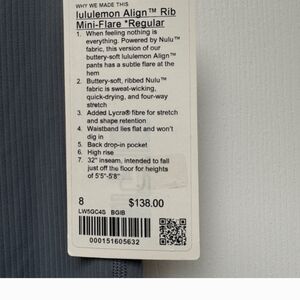 WHY WE MADE THIS
lululemon Align™ Rib
Mini-Flare *Regular
1. When feeling nothing is
everything. Powered by Nulu™
fabric, this version of our
buttery-soft lululemon Align™
pants has a subtle flare at the
hem
2. Buttery-soft, ribbed Nulu™
fabric is sweat-wicking,
quick-drying, and four-way
stretch
3. Added Lycra® fibre for stretch
and shape retention
4. Waistband lies flat and won't
dig in
5. Back drop-in pocket
6. High rise
7. 32" inseam, intended to fall
just off the floor for heights
of 5'5"-5'8"
8 $138.00
LW5GC4S BGIB
000151605632